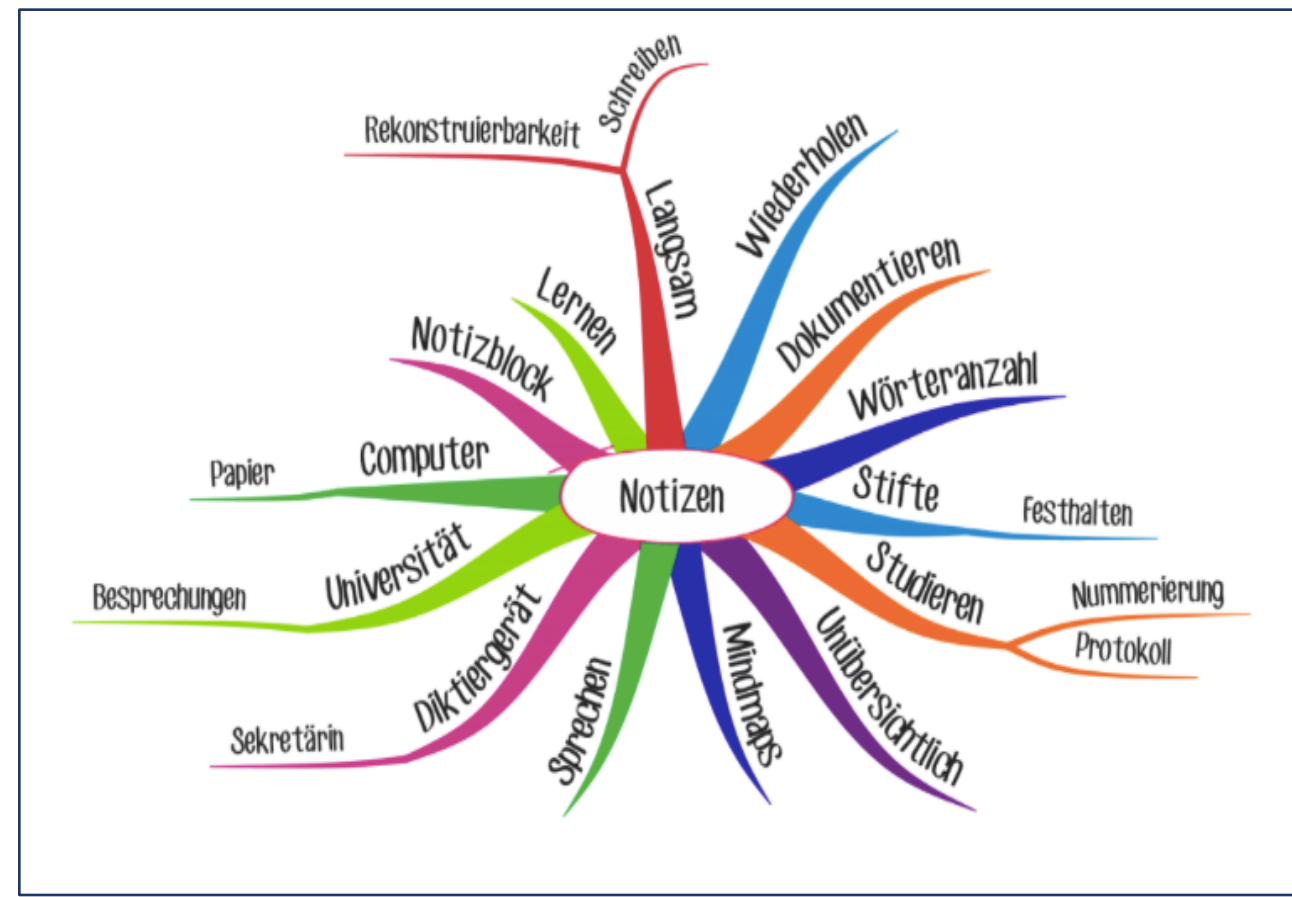 Schreiben
Rekonstruierbarkeit
Langsam
Wiederholen
Dokumentieren
Wörteranzahl
Stifte
Festhalten
Studieren
Nummerierung
Protokoll
Unübersichtlich
Mindmaps
Sprechen
Diktiergerät
Sekretärin
Universität
Besprechungen
Computer
Papier
Notizblock
Lernen
Notizen